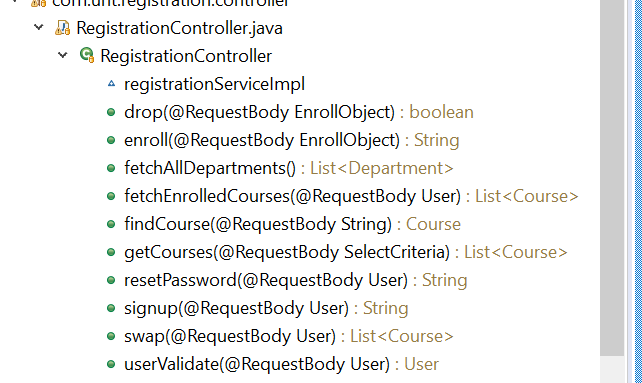 com.unt.registration.controller
RegistrationController.java
RegistrationController
registrationServiceImpl
drop(@RequestBody EnrollObject) : boolean
enroll(@RequestBody EnrollObject) : String
fetchAllDepartments() : List<Department>
fetchEnrolledCourses(@RequestBody User) : List<Course>
findCourse(@RequestBody String) : Course
getCourses(@RequestBody SelectCriteria) : List<Course>
resetPassword(@RequestBody User) : String
signup(@RequestBody User) : String
swap(@RequestBody User) : List<Course>
userValidate(@RequestBody User) : User